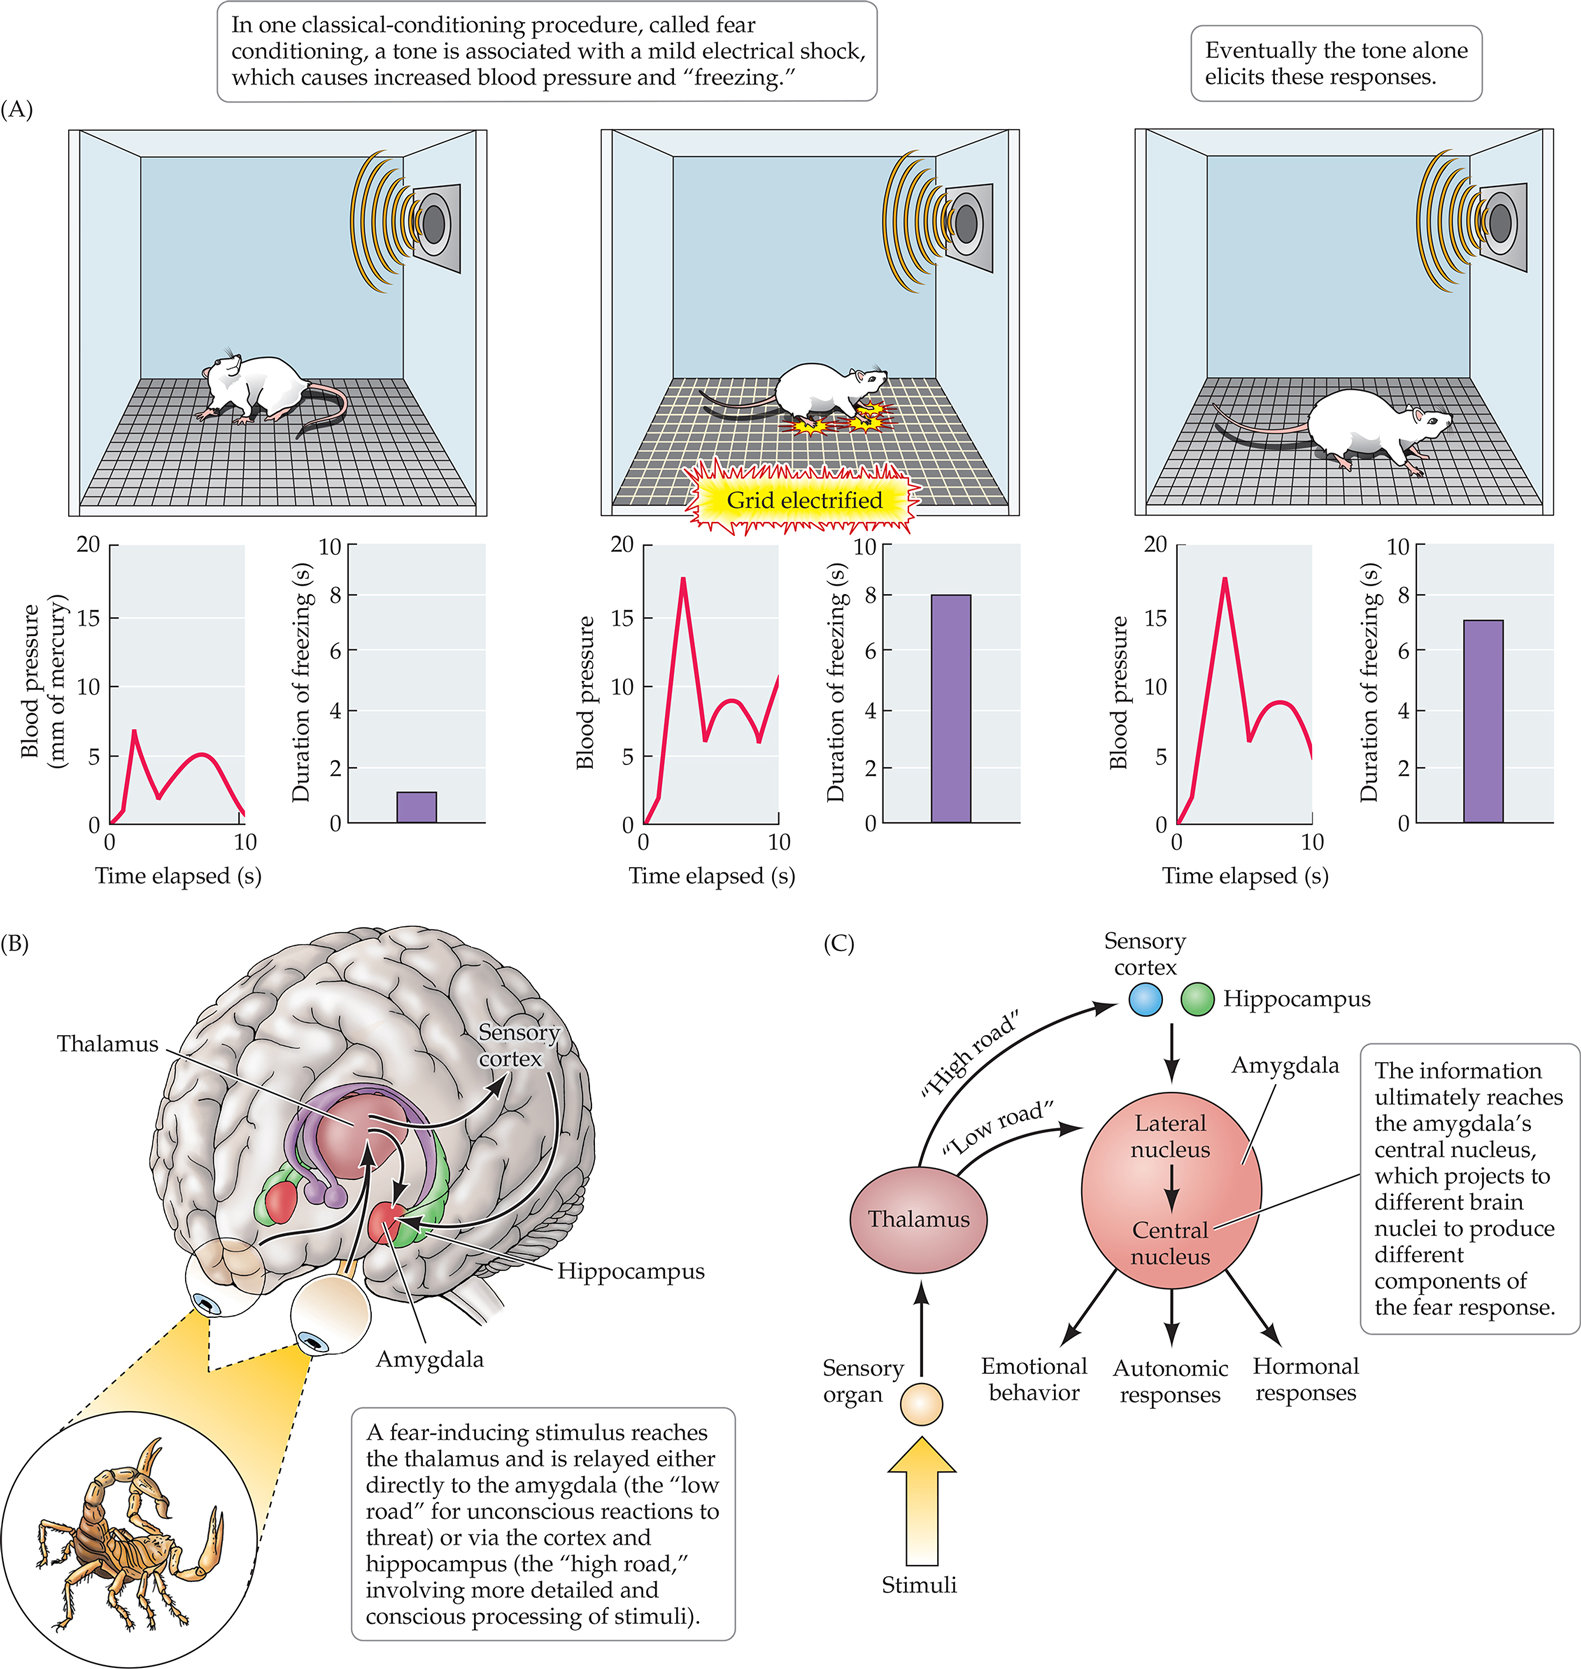 In one classical-conditioning procedure, called fear
conditioning, a tone is associated with a mild electrical shock,
which causes increased blood pressure and “freezing.”
Eventually the tone alone
elicits these responses.
(A)
Grid electrified
20
15
10
5
0
Blood pressure
(mm of mercury)
0
10
Time elapsed (s)
10
8
6
4
2
0
Duration of freezing (s)
20
15
10
5
0
Blood pressure
0
10
Time elapsed (s)
10
8
6
4
2
0
Duration of freezing (s)
20
15
10
5
0
Blood pressure
0
10
Time elapsed (s)
10
8
6
4
2
0
Duration of freezing (s)
(B)
Thalamus
Sensory
cortex
Hippocampus
Amygdala
A fear-inducing stimulus reaches
the thalamus and is relayed either
directly to the amygdala (the “low
road” for unconscious reactions to
threat) or via the cortex and
hippocampus (the “high road,”
involving more detailed and
conscious processing of stimuli).
(C)
Sensory
cortex
Hippocampus
“High road”
“Low road”
Amygdala
Lateral
nucleus
Central
nucleus
Thalamus
The information
ultimately reaches
the amygdala’s
central nucleus,
which projects to
different brain
nuclei to produce
different
components of
the fear response.
Sensory
organ
Emotional
behavior
Autonomic
responses
Hormonal
responses
Stimuli